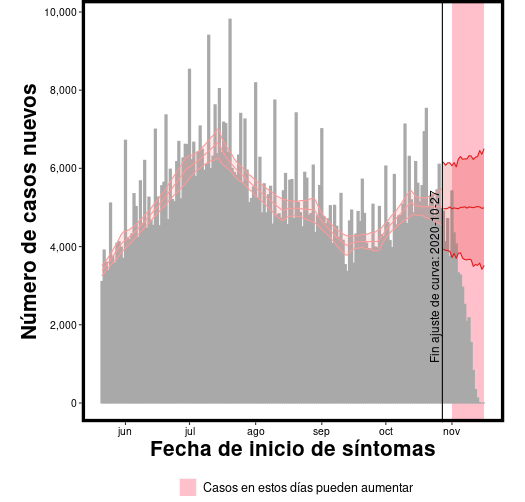 10,000
8,000
6,000
4,000
2,000
0
Número de casos nuevos
Fin ajuste de curva: 2020-10-27
jun jul ago sep oct nov
Fecha de inicio de síntomas
Casos en estos días pueden aumentar